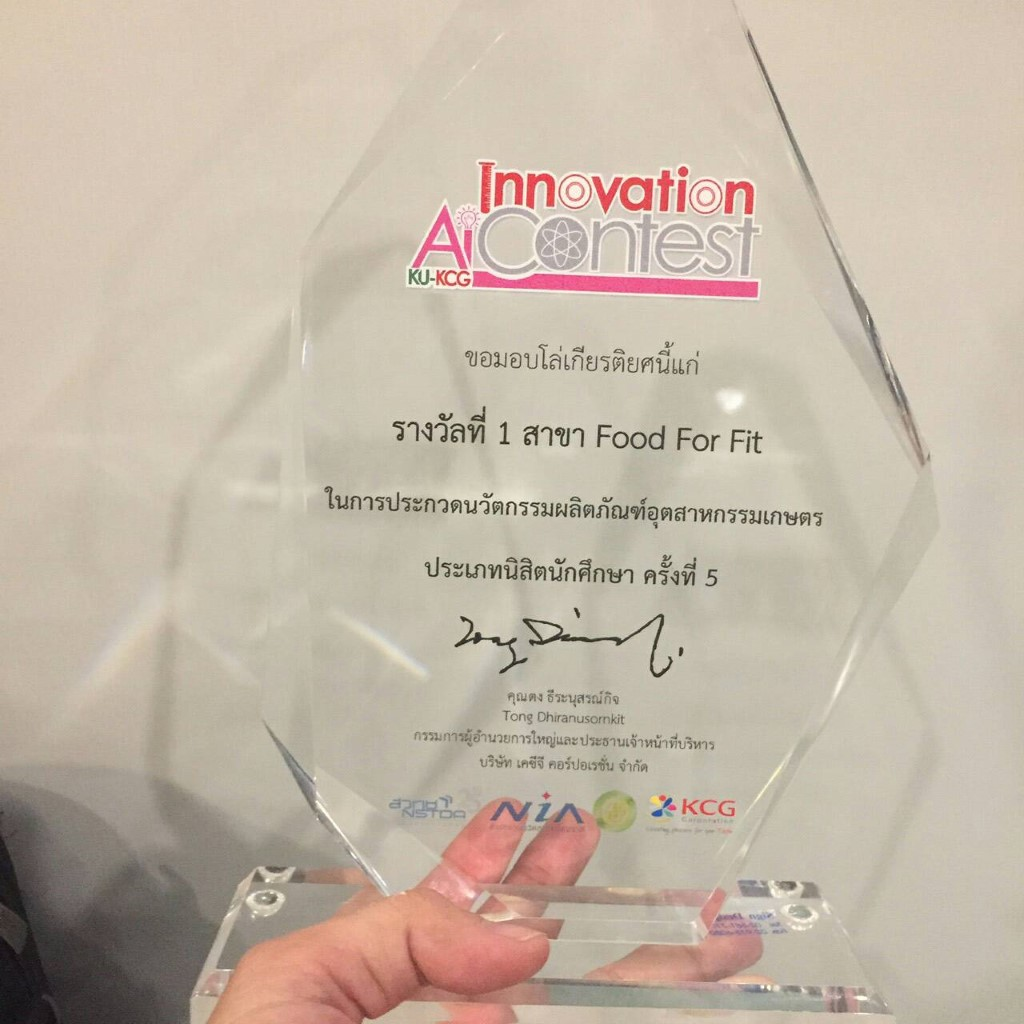 Innovation
Ai Contest
KU-KCG
ขอมอบโล่เกียรติยศนี้แก่
รางวัลที่ 1 สาขา Food For Fit
ในการประกวดนวัตกรรมผลิตภัณฑ์อุตสาหกรรมเกษตร
ประเภทนิสิตนักศึกษา ครั้งที่ 5
คุณตง ธีระนุสรณ์กิจ
Tong Dhiranusornkit
กรรมการผู้อำนวยการใหญ่และประธานเจ้าหน้าที่บริหาร
บริษัท เคซีจี คอร์ปอเรชั่น จำกัด
สวทช
NSTDA
NIA
KCG
Corporation